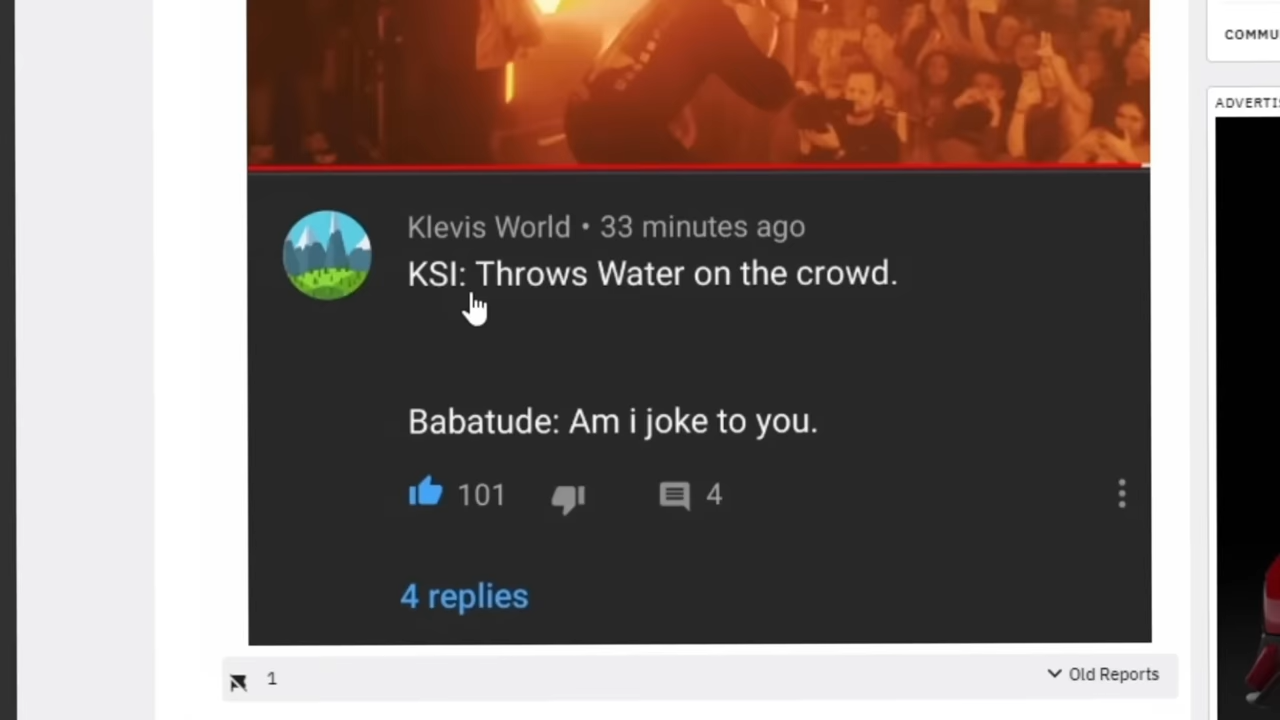 COMMU
ADVERTIS
Klevis World • 33 minutes ago
KSI: Throws Water on the crowd.
Babatude: Am i joke to you.
101
4
4 replies
1
Old Reports